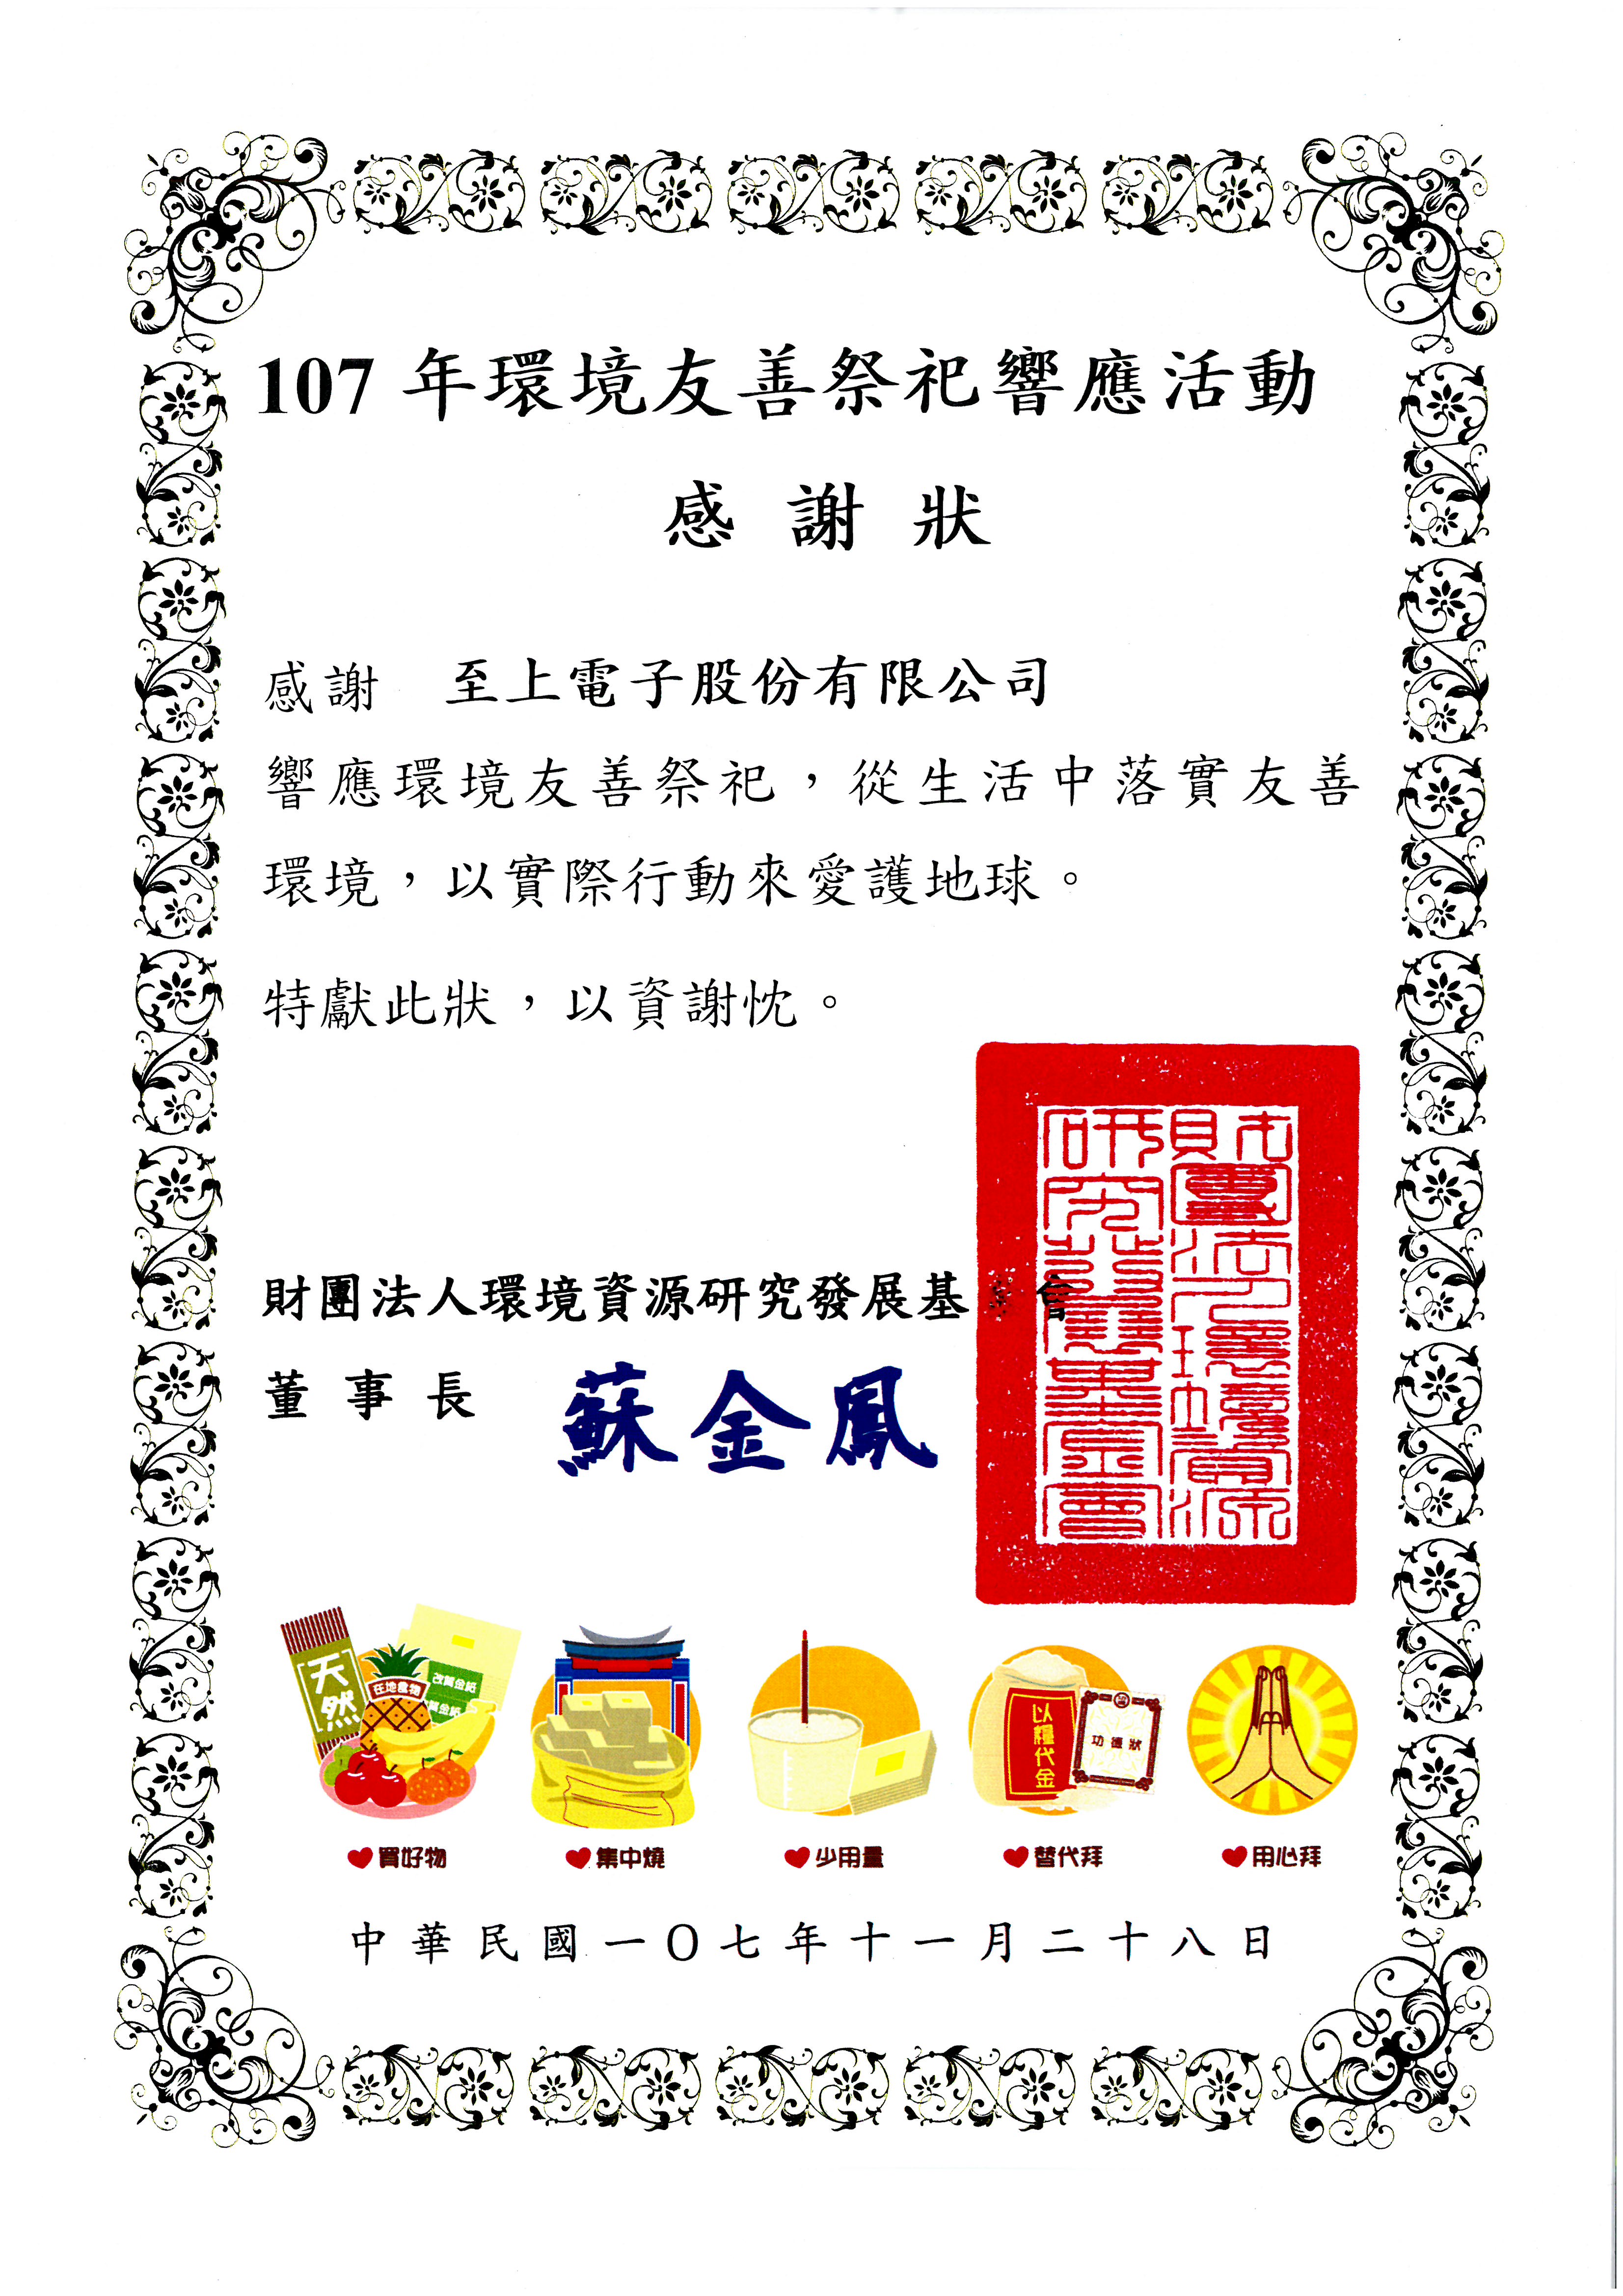 107 年環境友善祭祀響應活動
感謝狀
感謝 至上電子股份有限公司
響應環境友善祭祀,從生活中落實友善
環境,以實際行動來愛護地球。
特獻此狀,以資謝忱。
財團法人環境資源研究發展基金會
董事長 蘇金鳳
財團法人環境資源
研究發展基金會
天然
在地食物
改良金紙
良金紙
以糧代金
功德狀
買好物
集中燒
少用量
替代拜
用心拜
中華民國一〇七年十一月二十八日